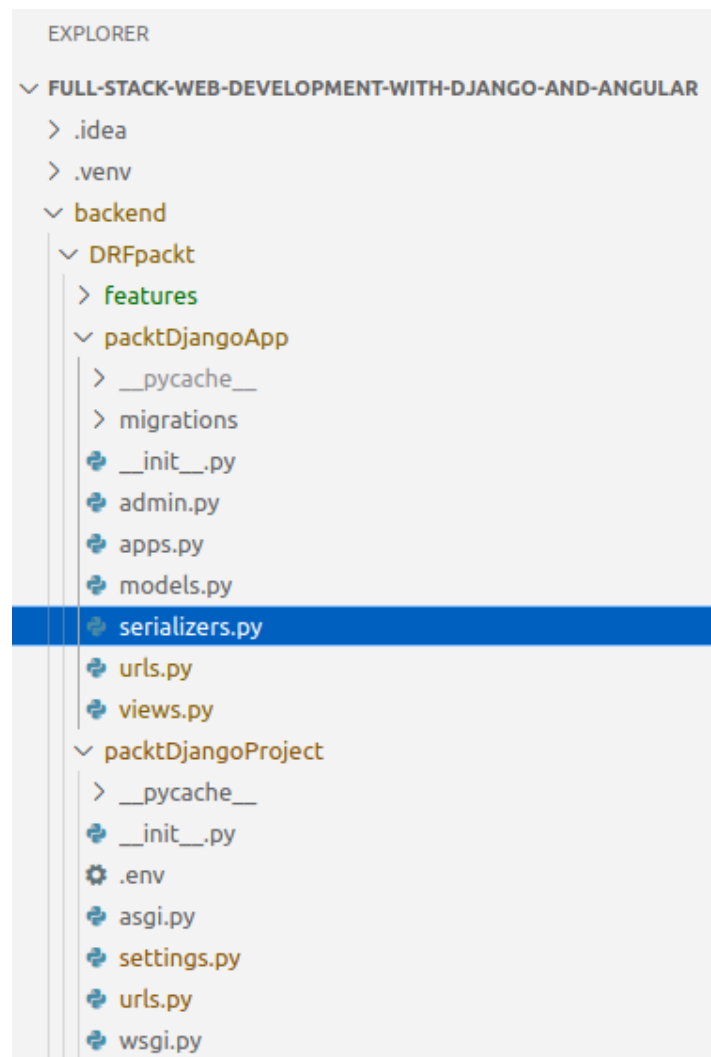 EXPLORER
FULL-STACK-WEB-DEVELOPMENT-WITH-DJANGO-AND-ANGULAR
.idea
.venv
backend
DRFpackt
features
packtDjangoApp
__pycache__
migrations
__init__.py
admin.py
apps.py
models.py
serializers.py
urls.py
views.py
packtDjangoProject
__pycache__
__init__.py
.env
asgi.py
settings.py
urls.py
wsgi.py